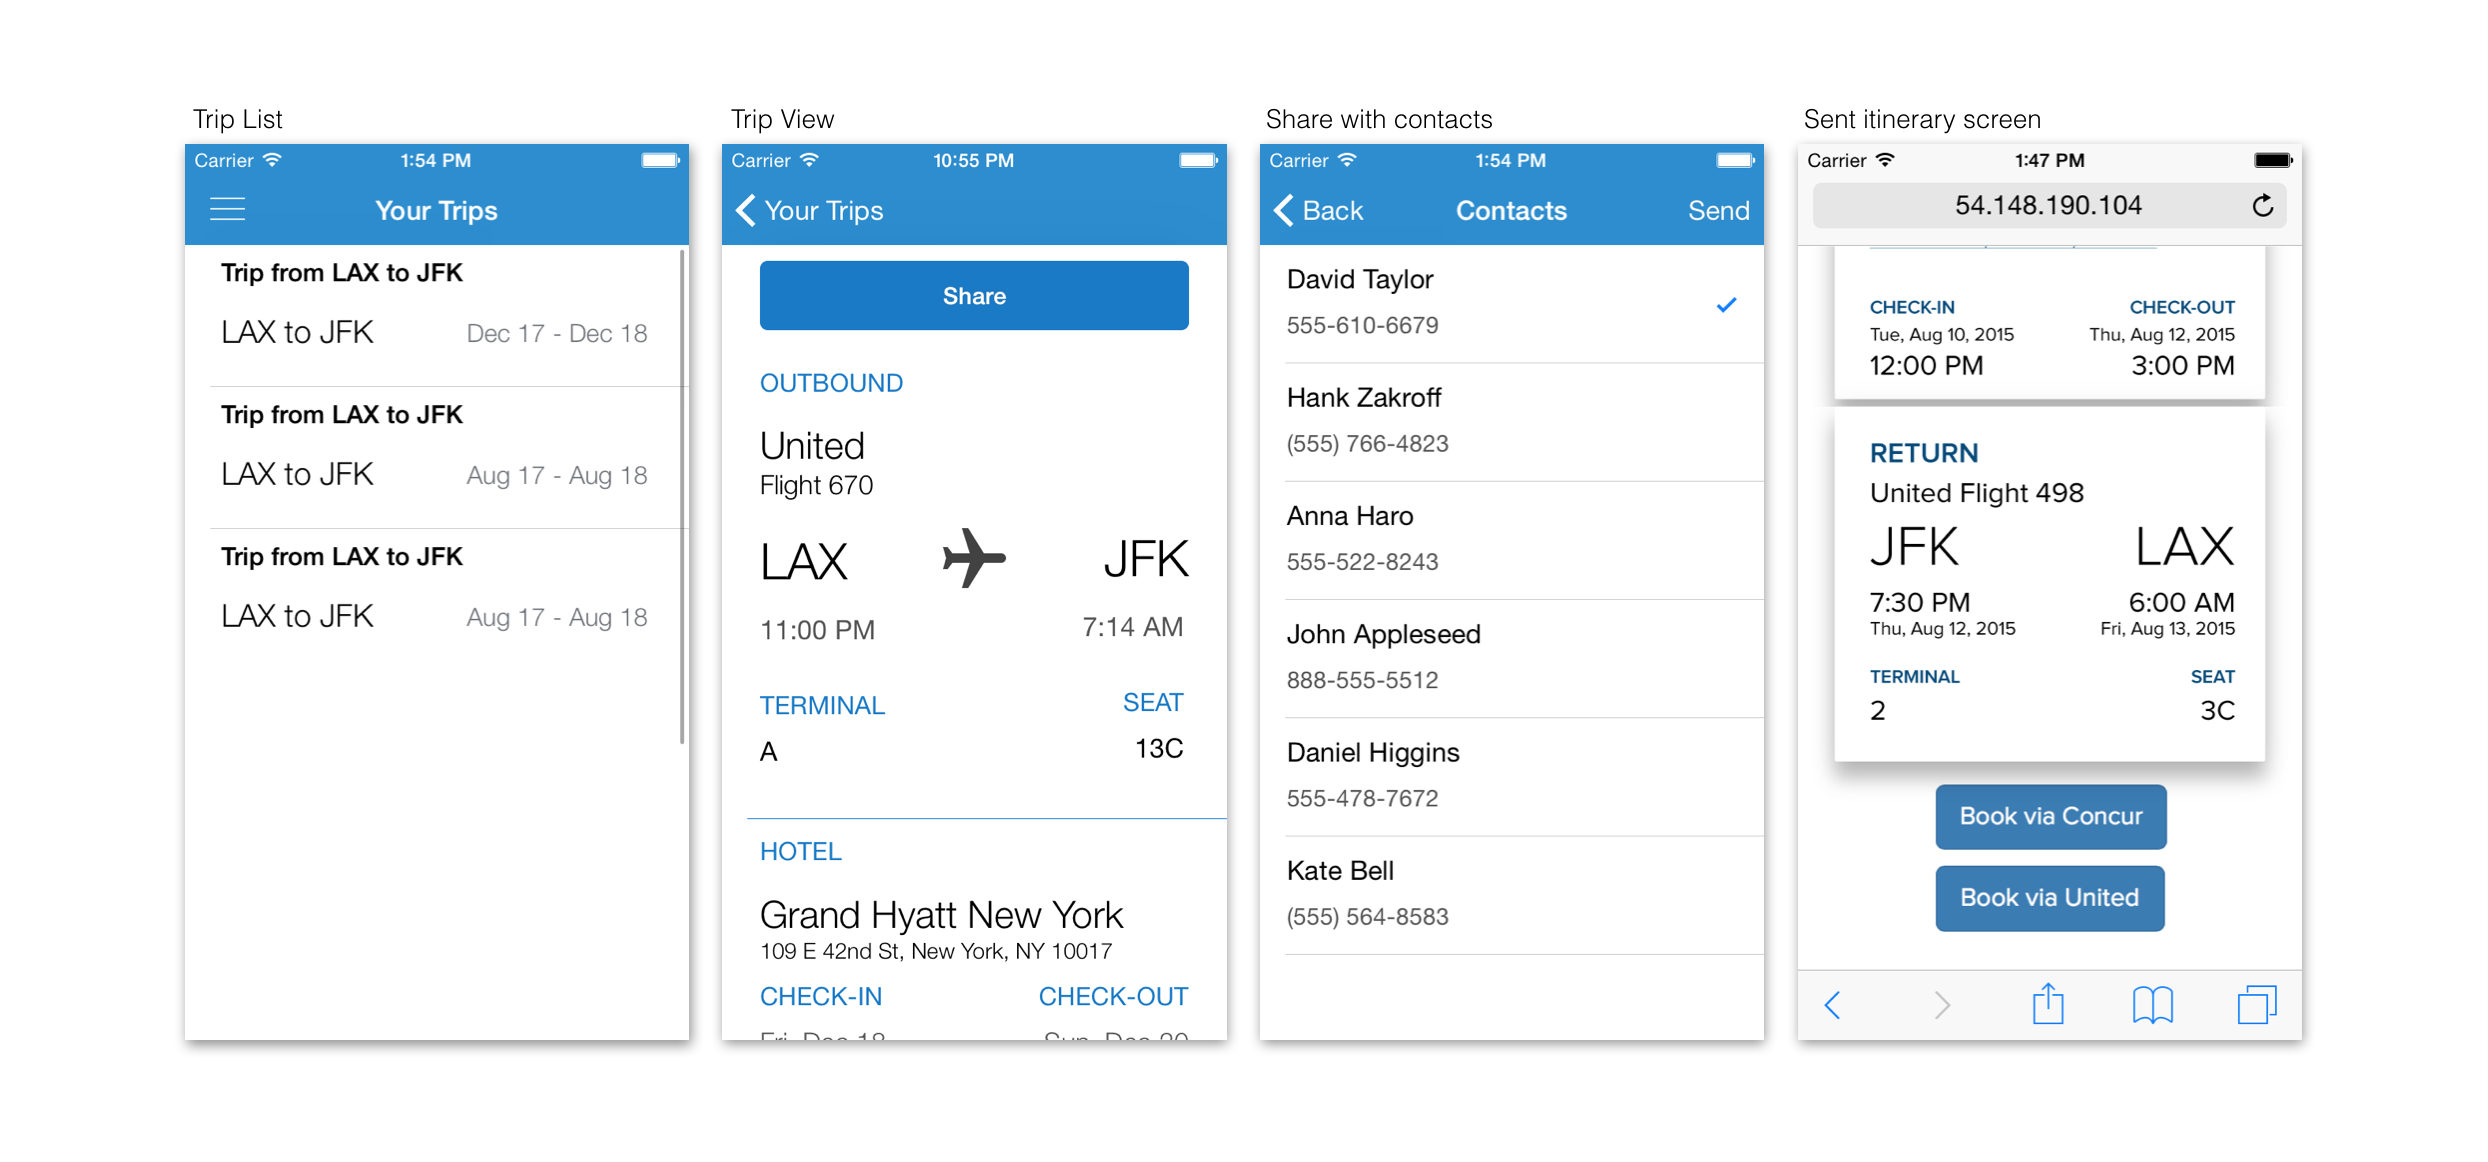 Trip List
Carrier 1:54 PM
Your Trips
Trip from LAX to JFK
LAX to JFK Dec 17 - Dec 18
Trip from LAX to JFK
LAX to JFK Aug 17 - Aug 18
Trip from LAX to JFK
LAX to JFK Aug 17 - Aug 18
Trip View
Carrier 10:55 PM
Your Trips
Share
OUTBOUND
United
Flight 670
LAX JFK
11:00 PM 7:14 AM
TERMINAL SEAT
A 13C
HOTEL
Grand Hyatt New York
109 E 42nd St, New York, NY 10017
CHECK-IN CHECK-OUT
Fri, Dec 18 Sun, Dec 20
Share with contacts
Carrier 1:54 PM
Back Contacts Send
David Taylor
555-610-6679
Hank Zakroff
(555) 766-4823
Anna Haro
555-522-8243
John Appleseed
888-555-5512
Daniel Higgins
555-478-7672
Kate Bell
(555) 564-8583
Sent itinerary screen
Carrier 1:47 PM
54.148.190.104
CHECK-IN CHECK-OUT
Tue, Aug 10, 2015 Thu, Aug 12, 2015
12:00 PM 3:00 PM
RETURN
United Flight 498
JFK LAX
7:30 PM 6:00 AM
Thu, Aug 12, 2015 Fri, Aug 13, 2015
TERMINAL SEAT
2 3C
Book via Concur
Book via United